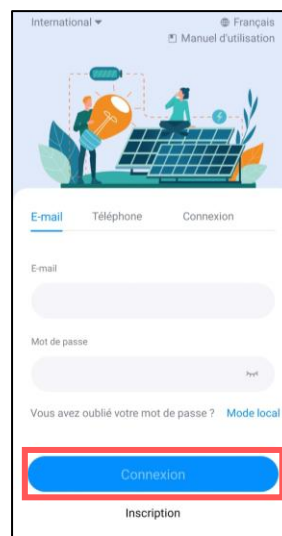 International
Français
Manuel d'utilisation
E-mail Téléphone Connexion
E-mail
Mot de passe
Vous avez oublié votre mot de passe ? Mode local
Connexion
Inscription